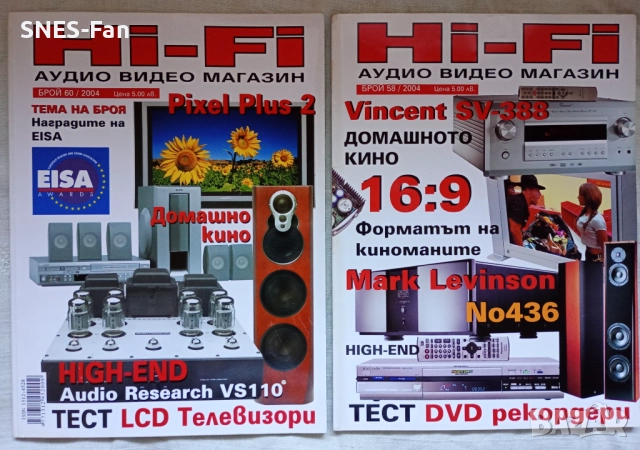 SNES-Fan
Hi-Fi
АУДИО ВИДЕО МАГАЗИН
БРОЙ 60 / 2004 Цена 5.00 лв.
ТЕМА НА БРОЯ
Наградите на
EISA
Pixel Plus 2
EISA
AWARDS
Домашно
кино
HIGH-END
Audio Research VS110
ТЕСТ LCD Телевизори
Hi-Fi
АУДИО ВИДЕО МАГАЗИН
БРОЙ 58 / 2004 Цена 5.00 лв.
Vincent SV-388
ДОМАШНОТО
КИНО
16:9
Форматът на
киноманите
Mark Levinson
No436
HIGH-END
ТЕСТ DVD рекордери
BAZAR